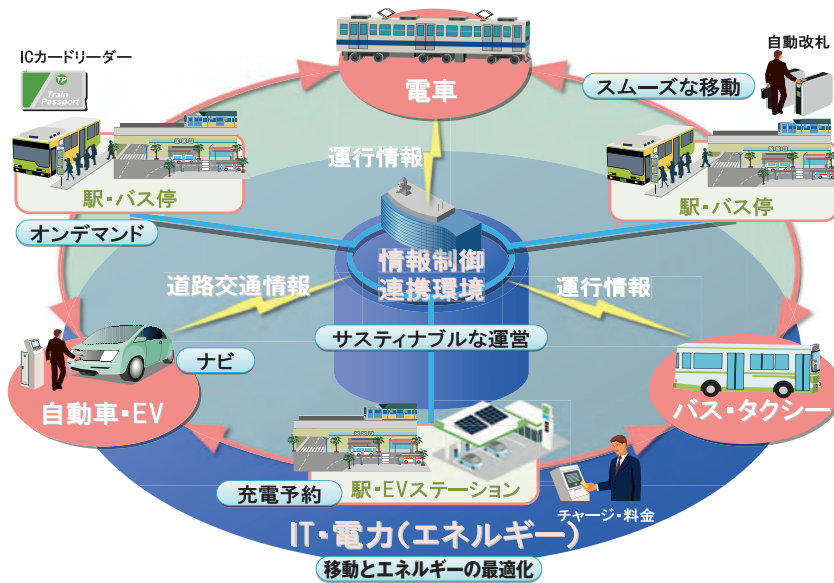 ICカードリーダー
TP
Train
Passport
自動改札
電車
スムーズな移動
運行情報
駅・バス停
駅・バス停
オンデマンド
情報制御
連携環境
道路交通情報
運行情報
サスティナブルな運営
ナビ
自動車・EV
バス・タクシー
充電予約
駅・EVステーション
チャージ・料金
IT・電力（エネルギー）
移動とエネルギーの最適化